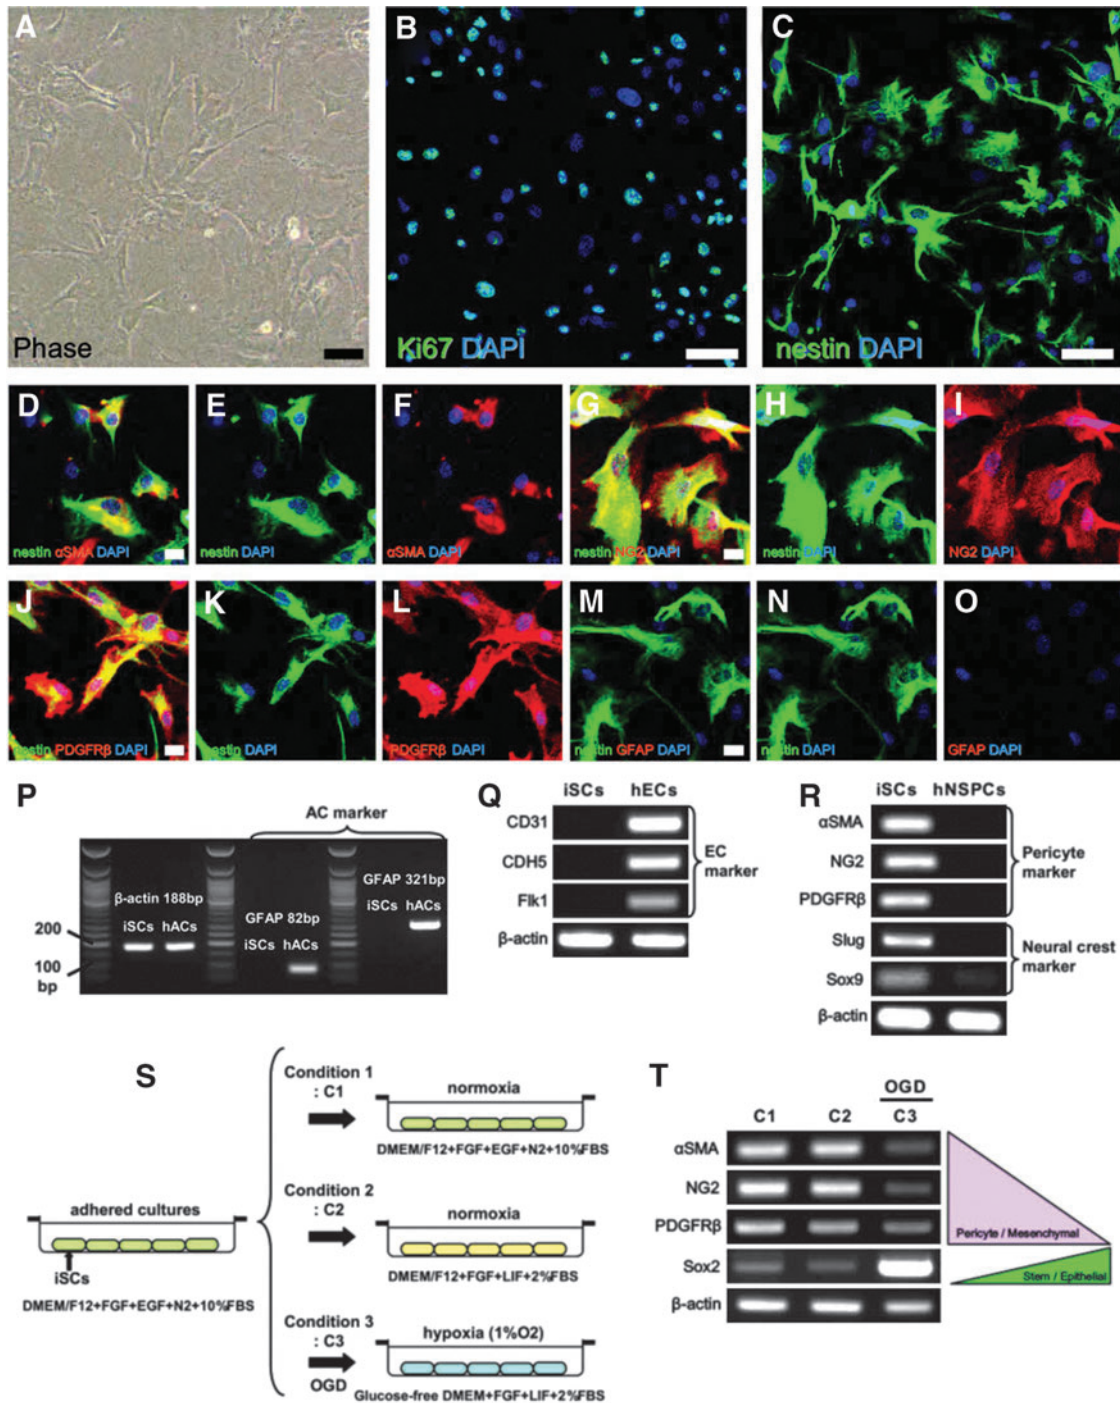 A
B
C
Phase
Ki67 DAPI
nestin DAPI
D
E
F
G
H
I
nestin αSMA DAPI
nestin DAPI
αSMA DAPI
nestin NG2 DAPI
nestin DAPI
NG2 DAPI
J
K
L
M
N
O
nestin PDGFRβ DAPI
nestin DAPI
PDGFRβ DAPI
nestin GFAP DAPI
nestin DAPI
GFAP DAPI
P
AC marker
β-actin 188bp
iSCs hACs
GFAP 82bp
iSCs hACs
GFAP 321bp
iSCs hACs
200
100
bp
Q
iSCs hECs
CD31
CDH5
Flk1
β-actin
EC
marker
R
iSCs hNSPCs
αSMA
NG2
PDGFRβ
Slug
Sox9
β-actin
Pericyte
marker
Neural crest
marker
S
adhered cultures
iSCs
DMEM/F12+FGF+EGF+N2+10%FBS
Condition 1
: C1
normoxia
DMEM/F12+FGF+EGF+N2+10%FBS
Condition 2
: C2
normoxia
DMEM/F12+FGF+LIF+2%FBS
Condition 3
: C3
OGD
hypoxia (1%O2)
Glucose-free DMEM+FGF+LIF+2%FBS
T
OGD
C1 C2 C3
αSMA
NG2
PDGFRβ
Sox2
β-actin
Pericyte / Mesenchymal
Stem / Epithelial